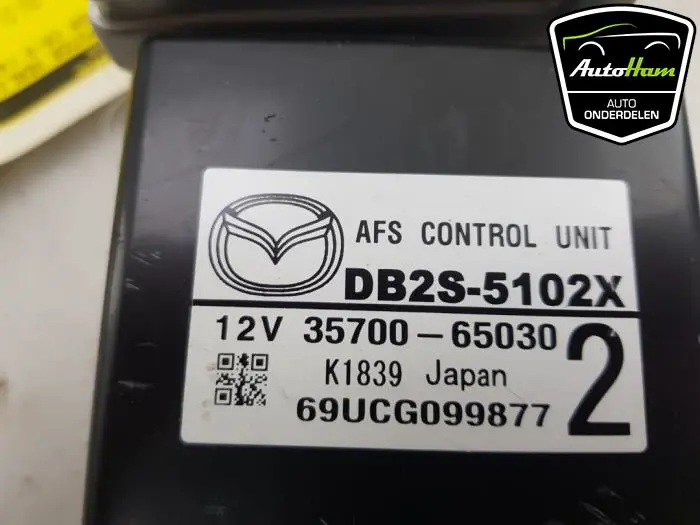 AutoHam
AUTO
ONDERDELEN
AFS CONTROL UNIT
DB2S-5102X
12V 35700-65030
2
K1839 Japan
69UCG099877